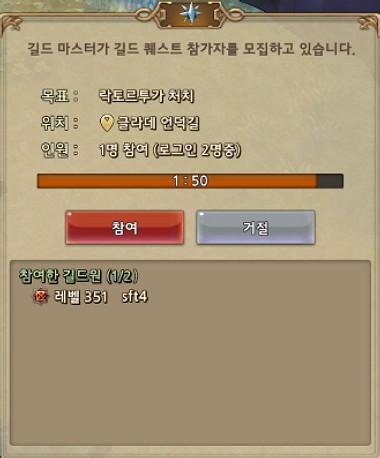 길드 마스터가 길드 퀘스트 참가자를 모집하고 있습니다.
목표 : 락토르투가 처치
위치 : 글라데 언덕길
인원 : 1명 참여 (로그인 2명중)
1 : 50
참여 거절
참여한 길드원 (1/2)
레벨 351 sft4